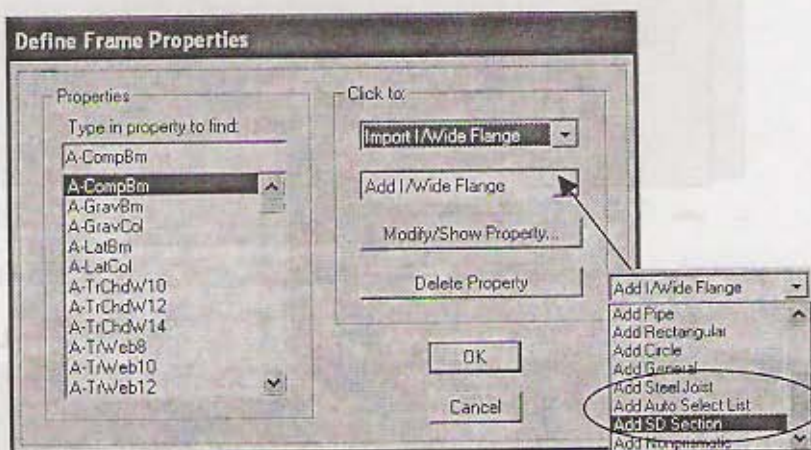 Define Frame Properties
Properties
Type in property to find:
A-CompBm
A-CompBm
A-GravBm
A-GravCol
A-LatBm
A-LatCol
A-TrChdW10
A-TrChdW12
A-TrChdW14
A-TrWeb8
A-TrWeb10
A-TrWeb12
Click to:
Import I/Wide Flange
Add I/Wide Flange
Modify/Show Property...
Delete Property
OK
Cancel
Add I/Wide Flange
Add Pipe
Add Rectangular
Add Circle
Add General
Add Steel Joist
Add Auto Select List
Add SD Section
Add Nonprismatic